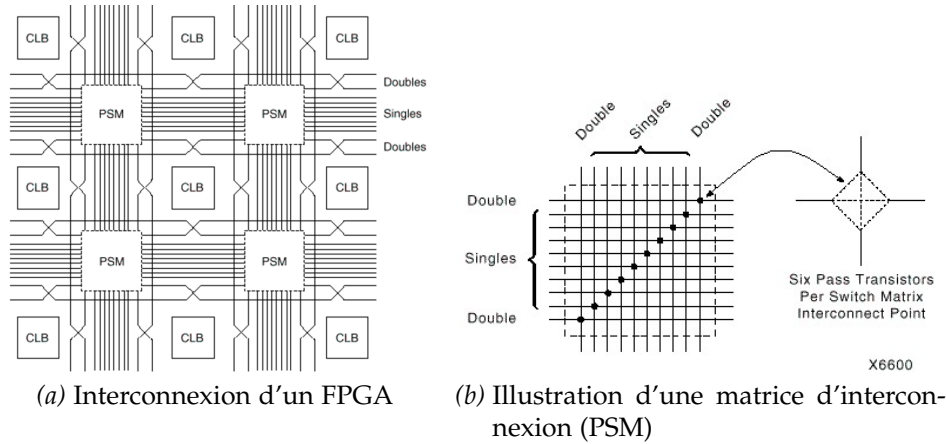 CLB
CLB
CLB
Doubles
PSM
PSM
Singles
Doubles
CLB
CLB
CLB
PSM
PSM
CLB
CLB
CLB
(a) Interconnexion d'un FPGA
Double
Singles
Double
Double
Singles
Double
Six Pass Transistors
Per Switch Matrix
Interconnect Point
X6600
(b) Illustration d'une matrice d'intercon-
nexion (PSM)